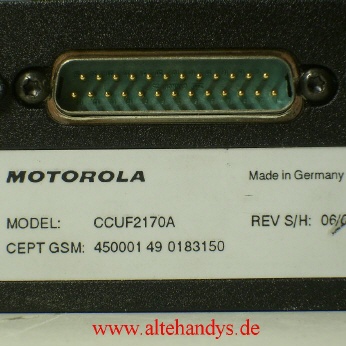 MOTOROLA Made in Germany
MODEL: CCUF2170A REV S/H:
CEPT GSM: 450001 49 0183150
www.altehandys.de